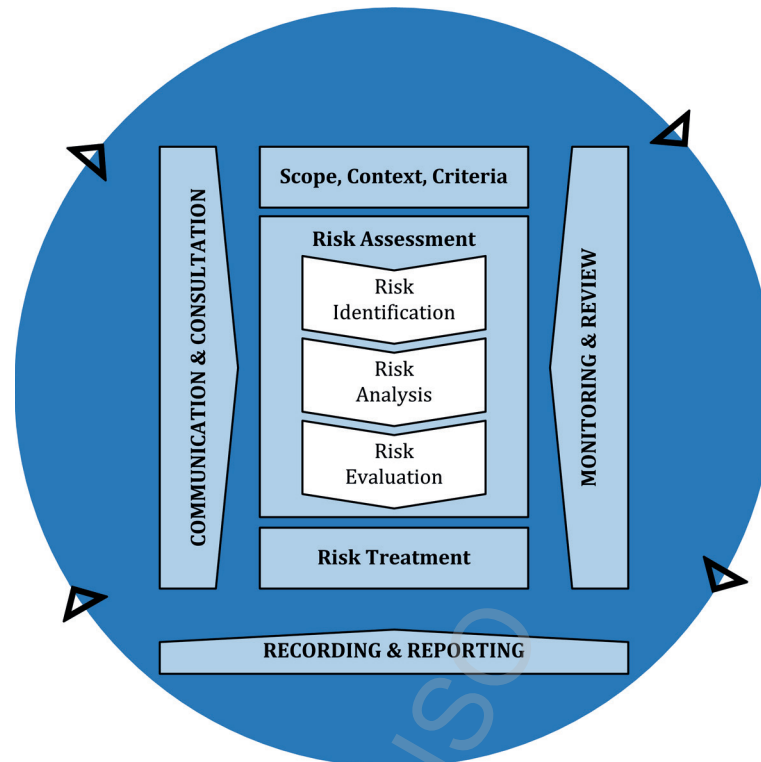 Scope, Context, Criteria
Risk Assessment
Risk
Identification
Risk
Analysis
Risk
Evaluation
Risk Treatment
COMMUNICATION & CONSULTATION
MONITORING & REVIEW
RECORDING & REPORTING
ISO